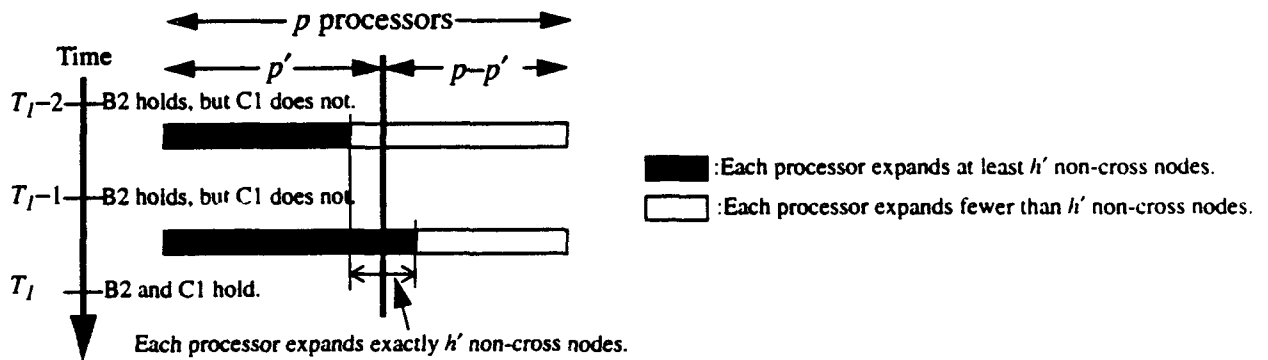 p processors
Time
p′
p–p′
T₁–2
B2 holds, but C1 does not.
:Each processor expands at least h′ non-cross nodes.
T₁–1
B2 holds, but C1 does not.
:Each processor expands fewer than h′ non-cross nodes.
T₁
B2 and C1 hold.
Each processor expands exactly h′ non-cross nodes.